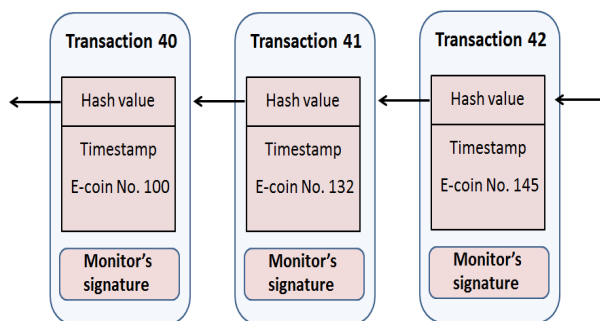 Transaction 40
Hash value
Timestamp
E-coin No. 100
Monitor's
signature
Transaction 41
Hash value
Timestamp
E-coin No. 132
Monitor's
signature
Transaction 42
Hash value
Timestamp
E-coin No. 145
Monitor's
signature